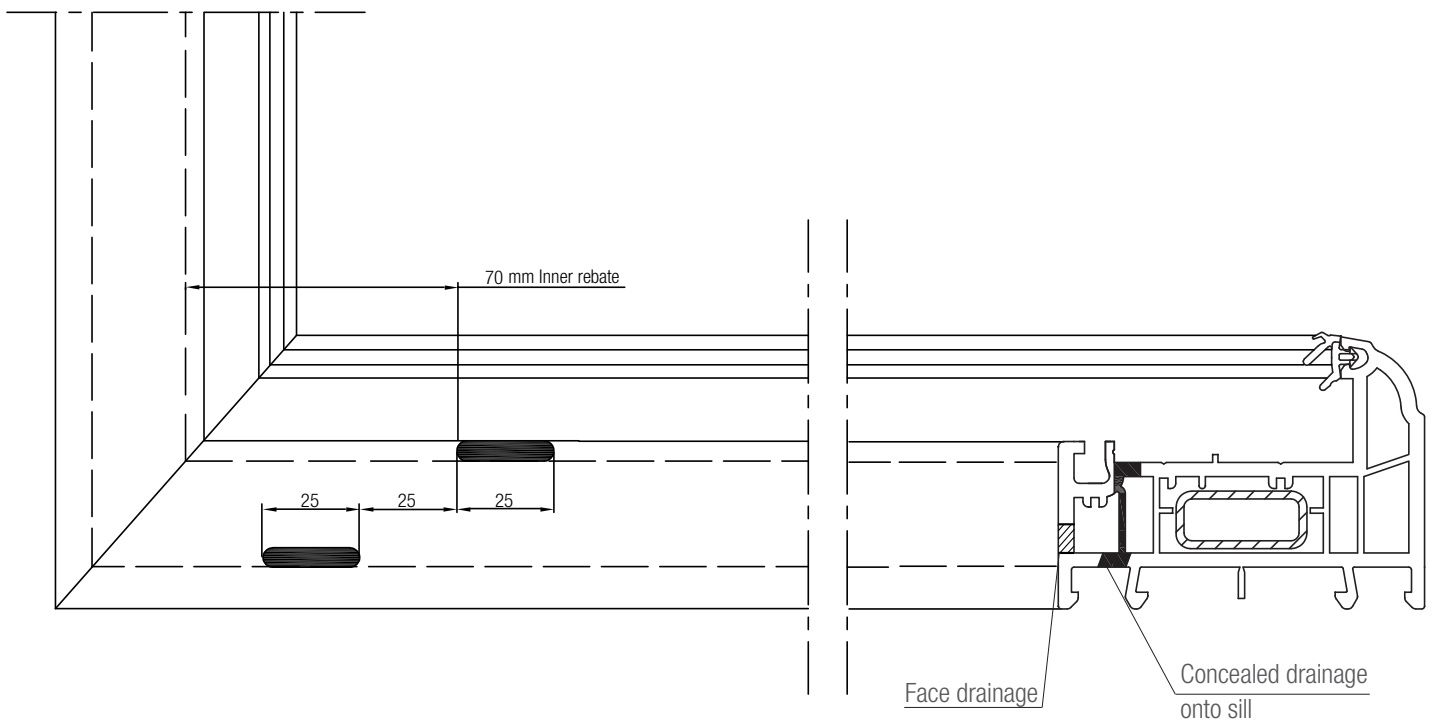 70 mm Inner rebate
25
25
25
Face drainage
Concealed drainage
onto sill